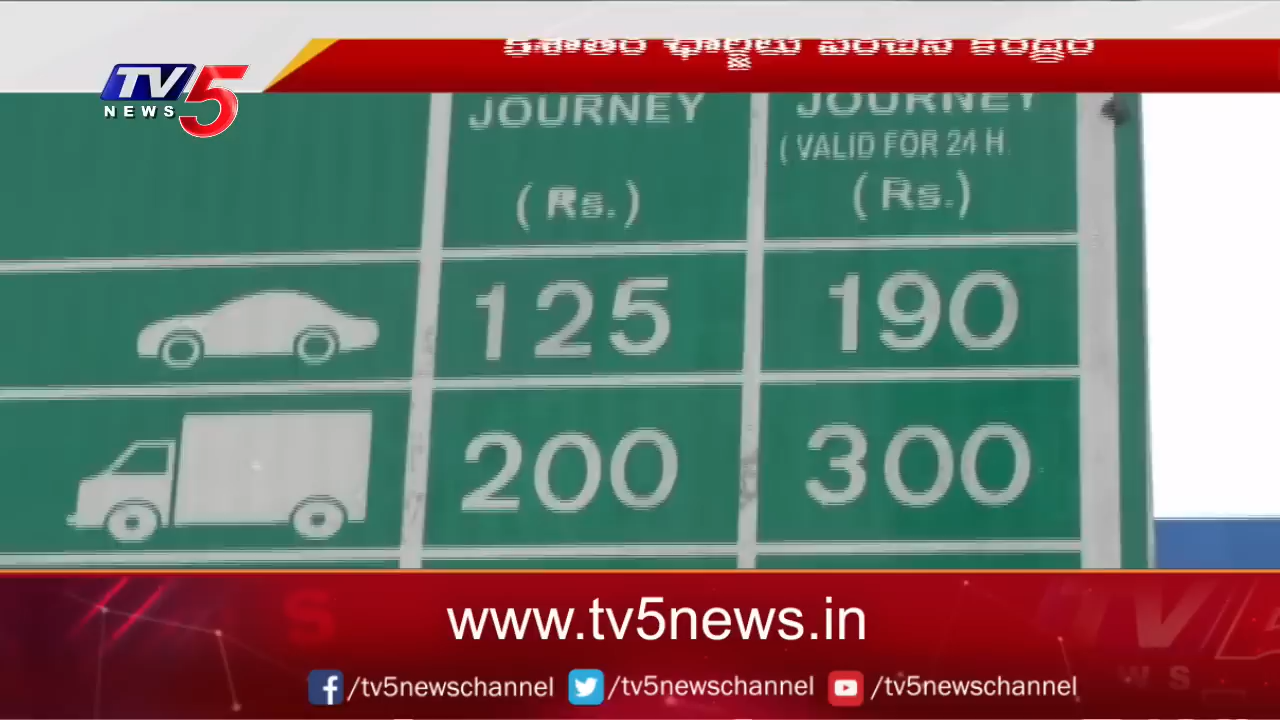 TV5
NEWS
JOURNEY
JOURNEY
(VALID FOR 24 H.
(Rs.)
(Rs.)
125
190
200
300
www.tv5news.in
/tv5newschannel
/tv5newschannel
/tv5newschannel